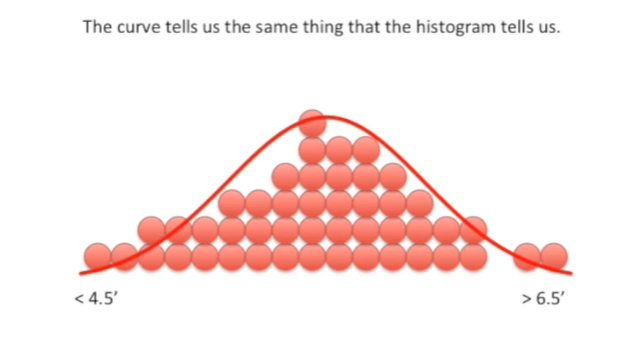 The curve tells us the same thing that the histogram tells us.
< 4.5′
> 6.5′